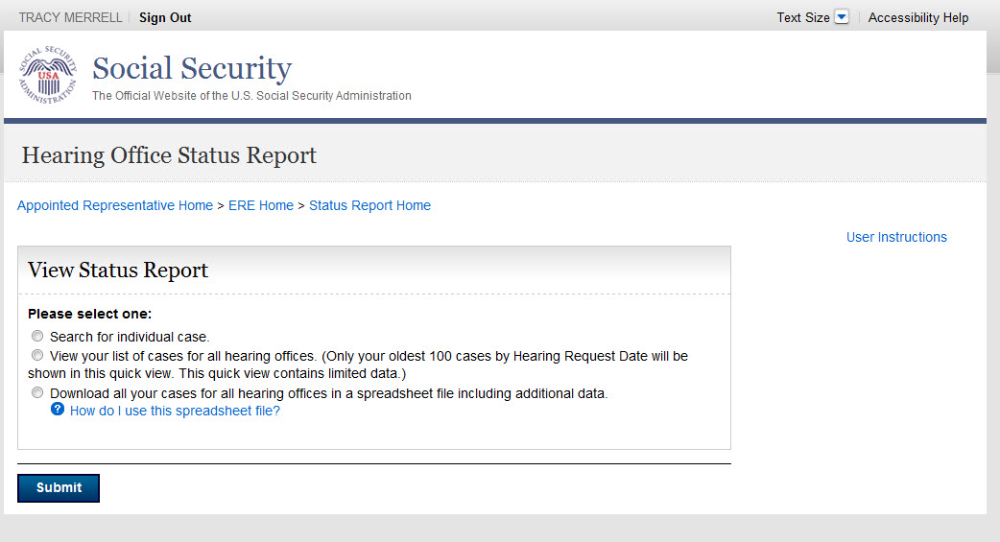 TRACY MERRELL Sign Out Text Size Accessibility Help
SOCIAL SECURITY ADMINISTRATION
USA
Social Security
The Official Website of the U.S. Social Security Administration
Hearing Office Status Report
Appointed Representative Home > ERE Home > Status Report Home
User Instructions
View Status Report
Please select one:
Search for individual case.
View your list of cases for all hearing offices. (Only your oldest 100 cases by Hearing Request Date will be
shown in this quick view. This quick view contains limited data.)
Download all your cases for all hearing offices in a spreadsheet file including additional data.
? How do I use this spreadsheet file?
Submit